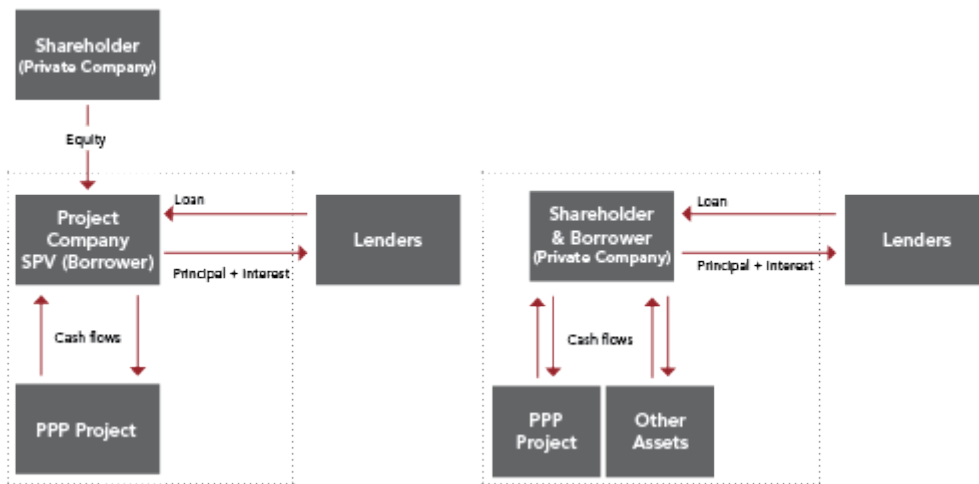 Shareholder
(Private Company)
Equity
Project
Company
SPV (Borrower)
Loan
Principal + Interest
Lenders
Cash flows
PPP Project
Shareholder
& Borrower
(Private Company)
Loan
Principal + Interest
Lenders
Cash flows
PPP
Project
Other
Assets